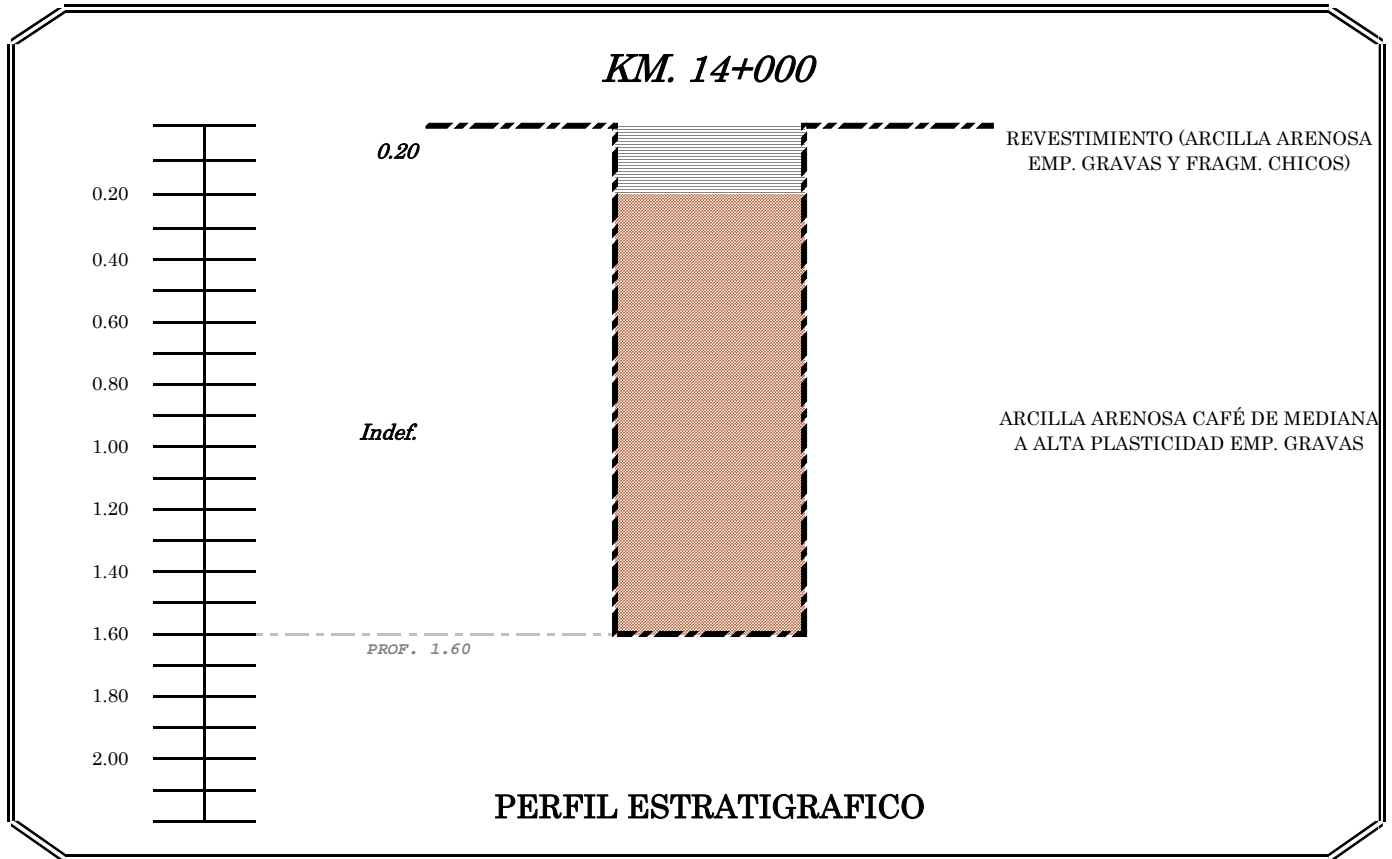 KM. 14+000
0.20
REVESTIMIENTO (ARCILLA ARENOSA
EMP. GRAVAS Y FRAGM. CHICOS)
0.20
0.40
0.60
0.80
Indef.
ARCILLA ARENOSA CAFÉ DE MEDIANA
A ALTA PLASTICIDAD EMP. GRAVAS
1.00
1.20
1.40
1.60
PROF. 1.60
1.80
2.00
PERFIL ESTRATIGRAFICO